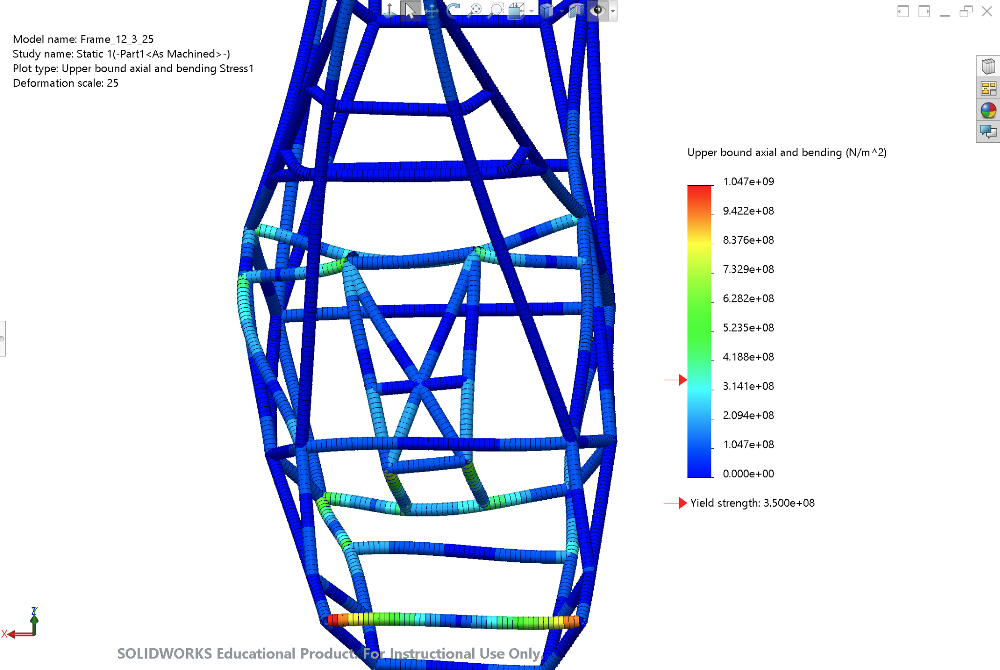 Model name: Frame_12_3_25
Study name: Static 1(-Part1<As Machined>-)
Plot type: Upper bound axial and bending Stress1
Deformation scale: 25
Upper bound axial and bending (N/m^2)
1.047e+09
9.422e+08
8.376e+08
7.329e+08
6.282e+08
5.235e+08
4.188e+08
3.141e+08
2.094e+08
1.047e+08
0.000e+00
Yield strength: 3.500e+08
Y
X
SOLIDWORKS Educational Product. For Instructional Use Only.